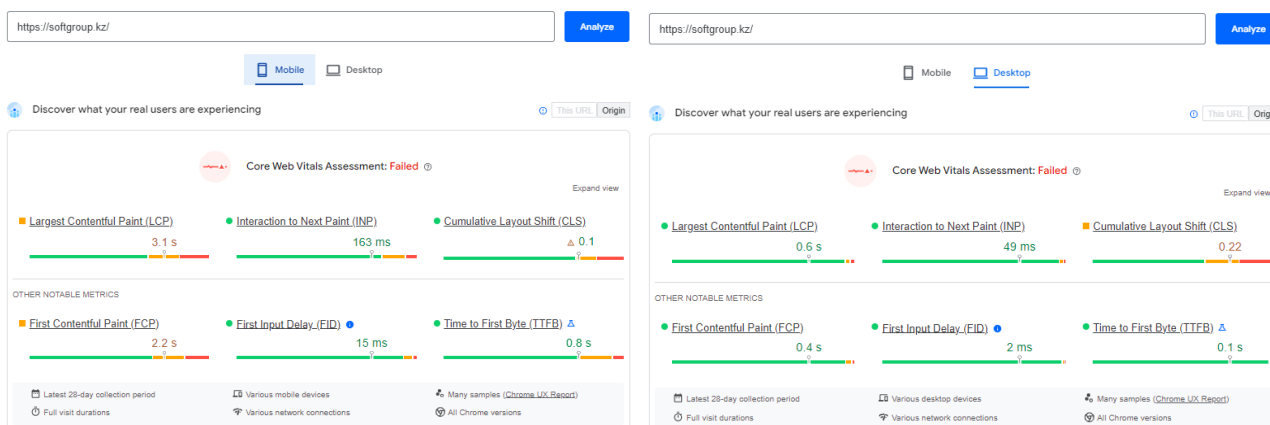 https://softgroup.kz/
Analyze
Mobile
Desktop
Discover what your real users are experiencing
This URL
Origin
Core Web Vitals Assessment: Failed
Expand view
Largest Contentful Paint (LCP)
3.1 s
Interaction to Next Paint (INP)
163 ms
Cumulative Layout Shift (CLS)
0.1
OTHER NOTABLE METRICS
First Contentful Paint (FCP)
2.2 s
First Input Delay (FID)
15 ms
Time to First Byte (TTFB)
0.8 s
Latest 28-day collection period
Various mobile devices
Many samples (Chrome UX Report)
Full visit durations
Various network connections
All Chrome versions
https://softgroup.kz/
Analyze
Mobile
Desktop
Discover what your real users are experiencing
This URL
Orig
Core Web Vitals Assessment: Failed
Expand view
Largest Contentful Paint (LCP)
0.6 s
Interaction to Next Paint (INP)
49 ms
Cumulative Layout Shift (CLS)
0.22
OTHER NOTABLE METRICS
First Contentful Paint (FCP)
0.4 s
First Input Delay (FID)
2 ms
Time to First Byte (TTFB)
0.1 s
Latest 28-day collection period
Various desktop devices
Many samples (Chrome UX Report)
Full visit durations
Various network connections
All Chrome versions